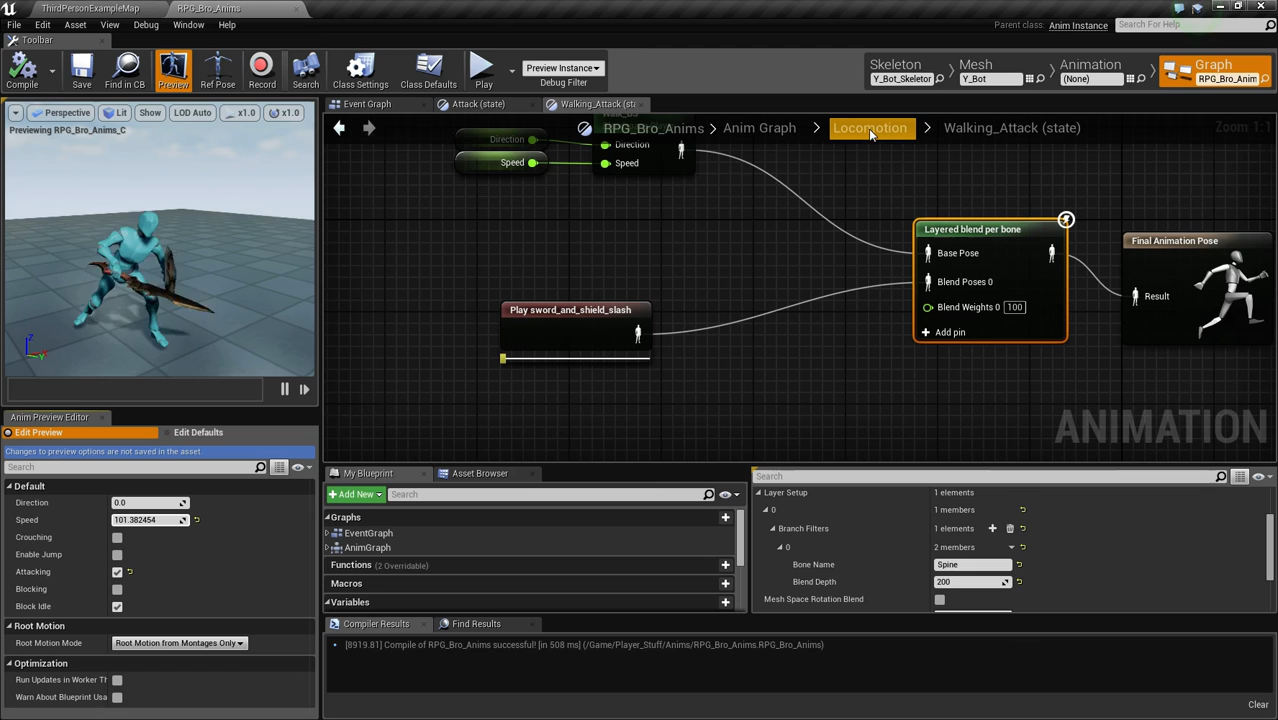 ThirdPersonExampleMap
RPG_Bro_Anims
File Edit Asset View Debug Window Help
Parent class: Anim Instance
Search For Help
Toolbar
Compile
Save
Find in CB
Preview
Ref Pose
Record
Search
Class Settings
Class Defaults
Play
Preview Instance
Debug Filter
Skeleton
Y_Bot_Skeletor
Mesh
Y_Bot
Animation
(None)
Graph
RPG_Bro_Anim
Perspective Lit Show LOD Auto x1.0 x1.0
Previewing RPG_Bro_Anims_C
Event Graph
Attack (state)
Walking_Attack (sta
RPG_Bro_Anims > Anim Graph > Locomotion > Walking_Attack (state)
Zoom 1:1
Direction
Direction
Speed
Speed
Layered blend per bone
Base Pose
Blend Poses 0
Blend Weights 0 100
Add pin
Final Animation Pose
Result
Play sword_and_shield_slash
ANIMATION
Anim Preview Editor
Edit Preview
Edit Defaults
Changes to preview options are not saved in the asset.
Search
Default
Direction 0.0
Speed 101.382454
Crouching
Enable Jump
Attacking
Blocking
Block Idle
Root Motion
Root Motion Mode Root Motion from Montages Only
Optimization
Run Updates in Worker Th
Warn About Blueprint Usa
My Blueprint
Asset Browser
+ Add New
Search
Graphs
EventGraph
AnimGraph
Functions (2 Overridable)
Macros
Variables
Search
Layer Setup 1 elements
0 1 members
Branch Filters 1 elements
0 2 members
Bone Name Spine
Blend Depth 200
Mesh Space Rotation Blend
Compiler Results
Find Results
[8919.81] Compile of RPG_Bro_Anims successful! [in 508 ms] (/Game/Player_Stuff/Anims/RPG_Bro_Anims.RPG_Bro_Anims)
Clear